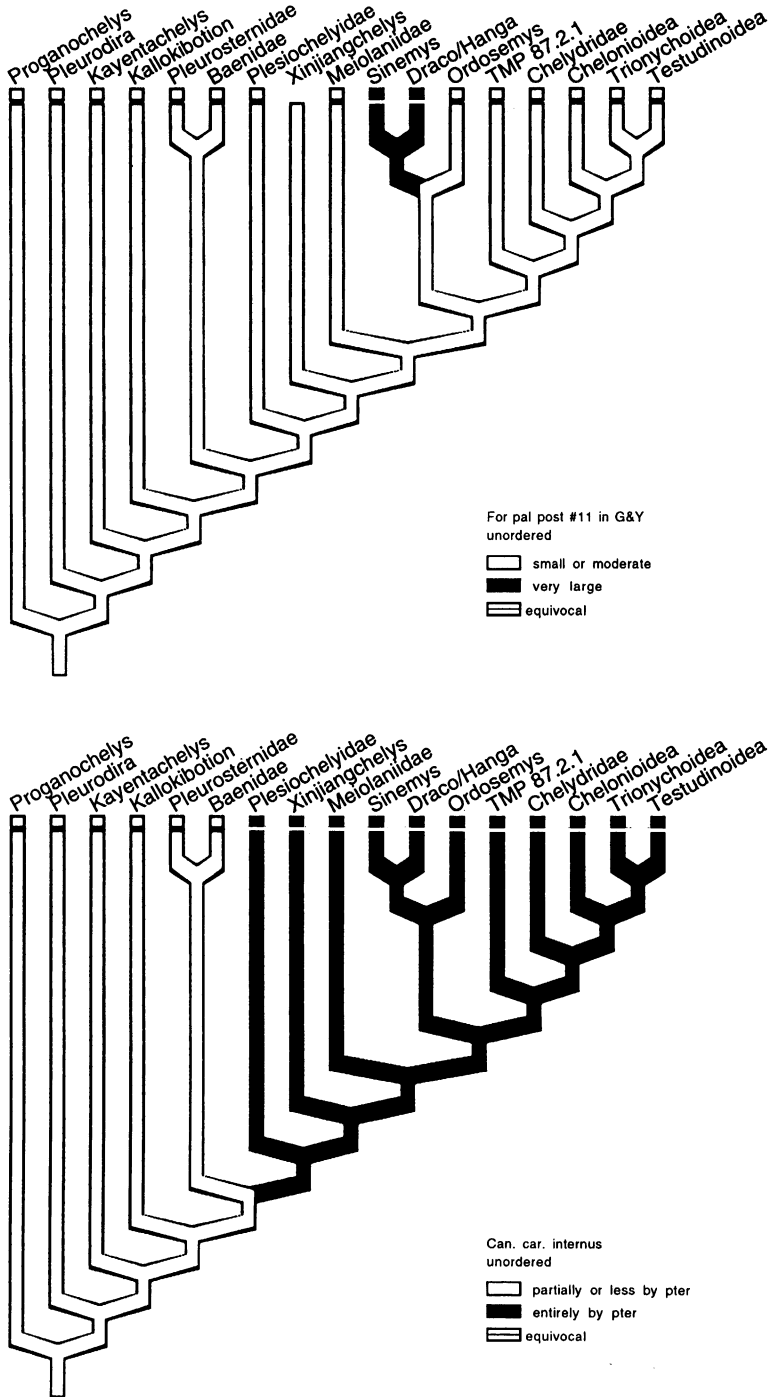 Proganochelys
Pleurodira
Kayentachelys
Kallokibotion
Pleurosternidae
Baenidae
Plesiochelyidae
Xinjiangchelys
Meiolaniidae
Sinemys
Draco/Hanga
Ordosemys
TMP 87.2.1
Chelydridae
Chelonioidea
Trionychoidea
Testudinoidea
For pal post #11 in G&Y
unordered
small or moderate
very large
equivocal
Proganochelys
Pleurodira
Kayentachelys
Kallokibotion
Pleurosternidae
Baenidae
Plesiochelyidae
Xinjiangchelys
Meiolaniidae
Sinemys
Draco/Hanga
Ordosemys
TMP 87.2.1
Chelydridae
Chelonioidea
Trionychoidea
Testudinoidea
Can. car. internus
unordered
partially or less by pter
entirely by pter
equivocal